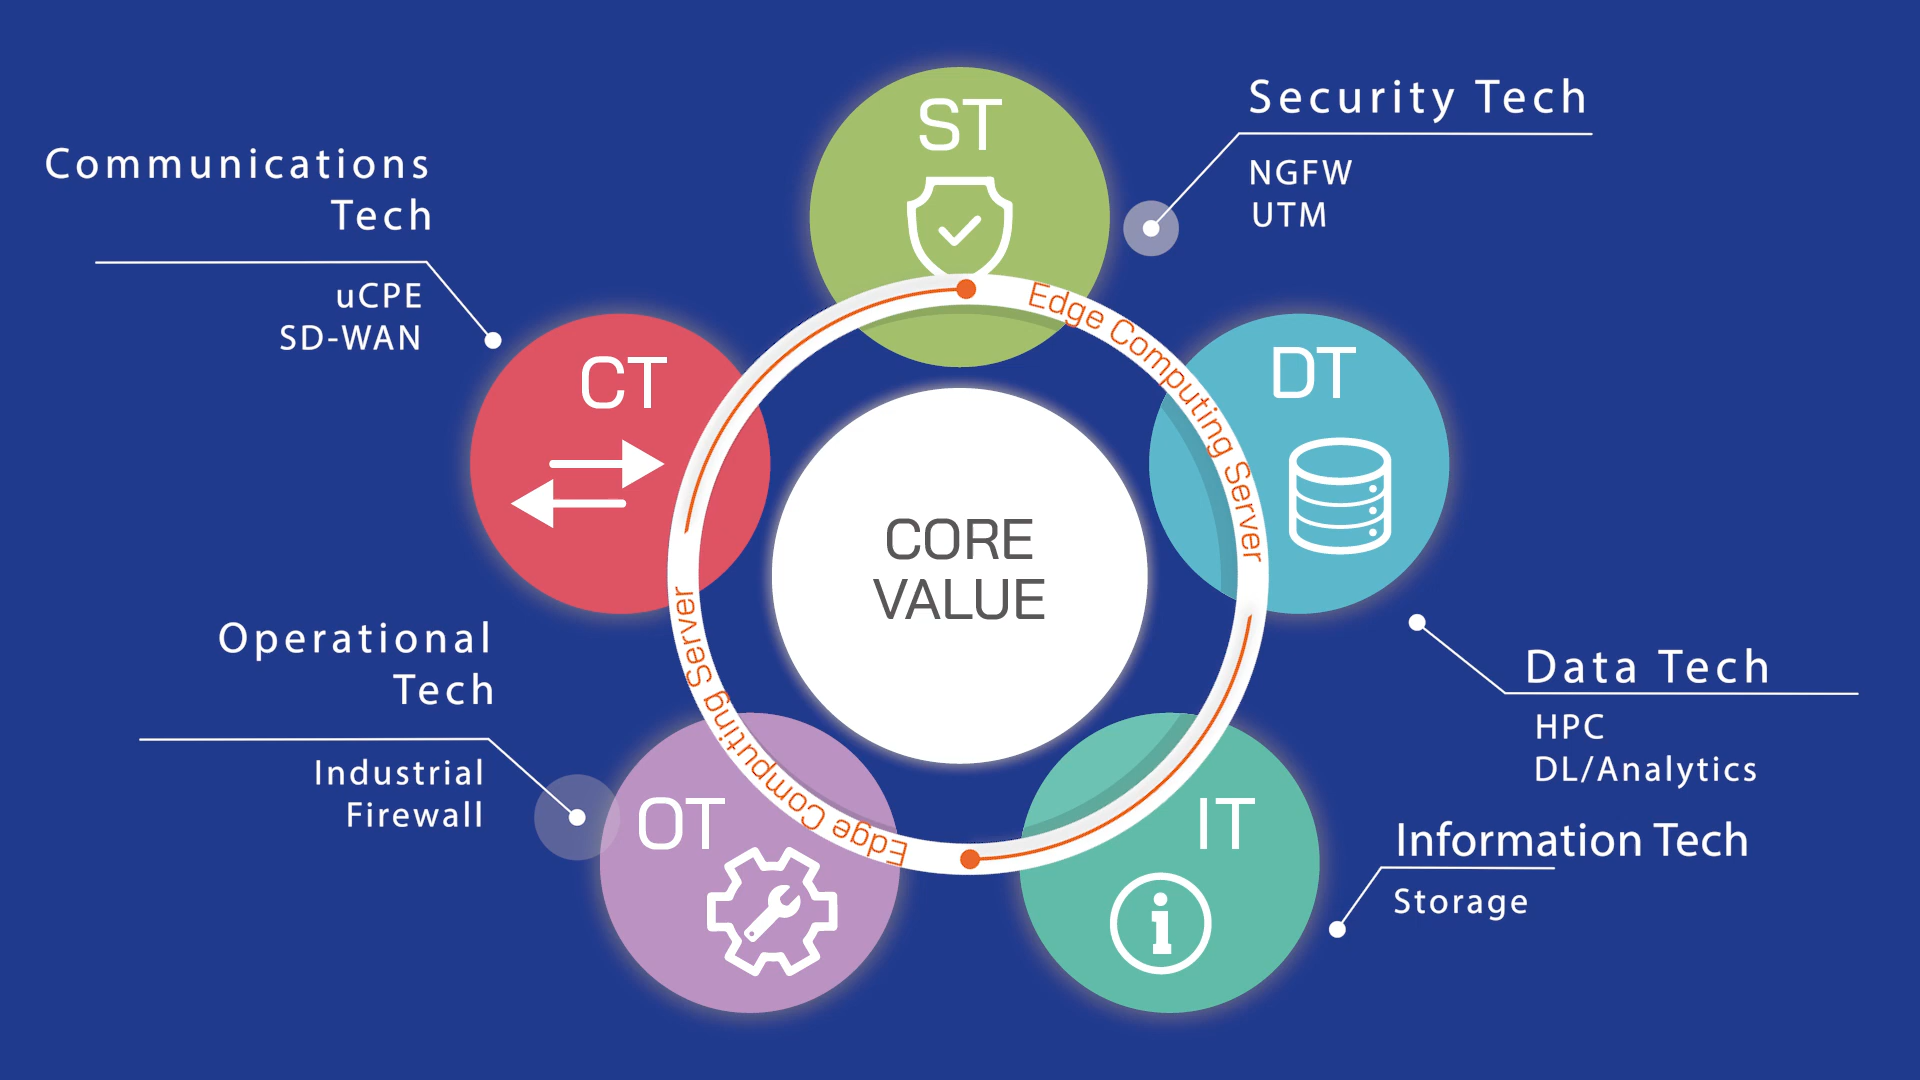 ST
Security Tech
NGFW
UTM
Communications
Tech
uCPE
SD-WAN
CT
DT
Edge Computing Server
CORE
VALUE
Edge Computing Server
Operational
Tech
Industrial
Firewall
OT
IT
Data Tech
HPC
DL/Analytics
Information Tech
Storage